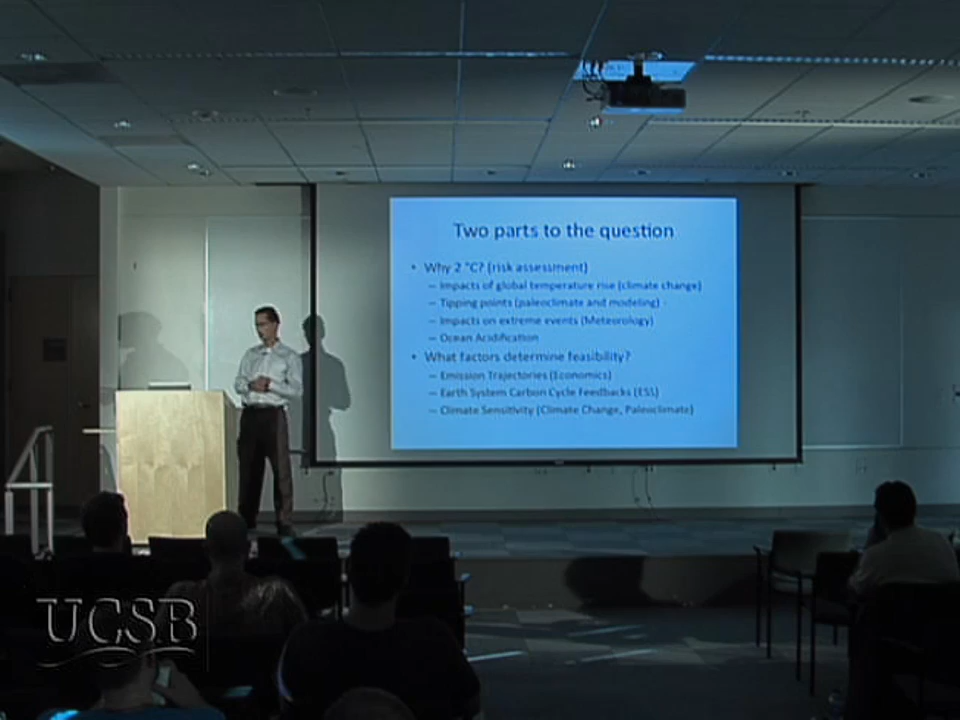 Two parts to the question
• Why 2 °C? (risk assessment)
– Impacts of global temperature rise (climate change)
– Tipping points (paleoclimate and modeling)
– Impacts on extreme events (Meteorology)
– Ocean Acidification
• What factors determine feasibility?
– Emission Trajectories (Economics)
– Earth System Carbon Cycle Feedbacks (ESS)
– Climate Sensitivity (Climate Change, Paleoclimate)
UCSB